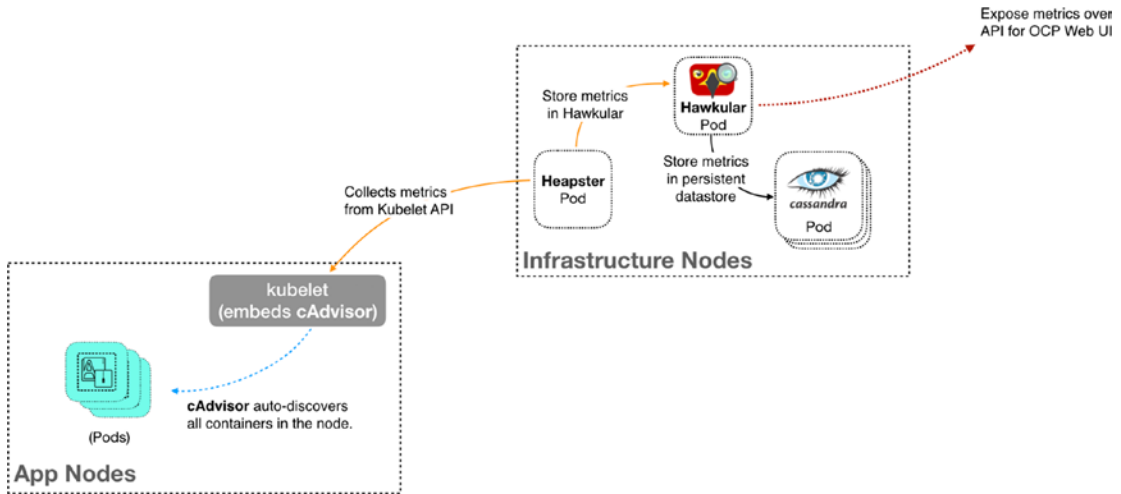 Expose metrics over
API for OCP Web UI
Store metrics
in Hawkular
Hawkular
Pod
Heapster
Pod
Store metrics
in persistent
datastore
cassandra
Pod
Collects metrics
from Kubelet API
Infrastructure Nodes
kubelet
(embeds cAdvisor)
cAdvisor auto-discovers
all containers in the node.
(Pods)
App Nodes